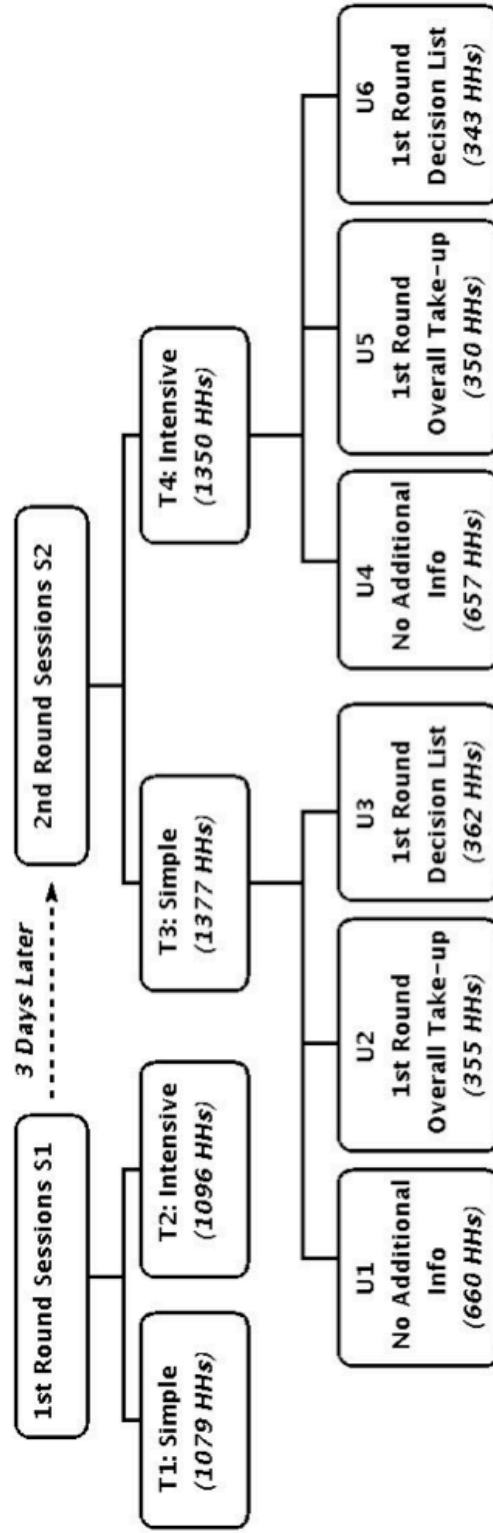 1st Round Sessions S1
3 Days Later
2nd Round Sessions S2
T1: Simple
(1079 HHs)
T2: Intensive
(1096 HHs)
T3: Simple
(1377 HHs)
T4: Intensive
(1350 HHs)
U1
No Additional
Info
(660 HHs)
U2
1st Round
Overall Take-up
(355 HHs)
U3
1st Round
Decision List
(362 HHs)
U4
No Additional
Info
(657 HHs)
U5
1st Round
Overall Take-up
(350 HHs)
U6
1st Round
Decision List
(343 HHs)